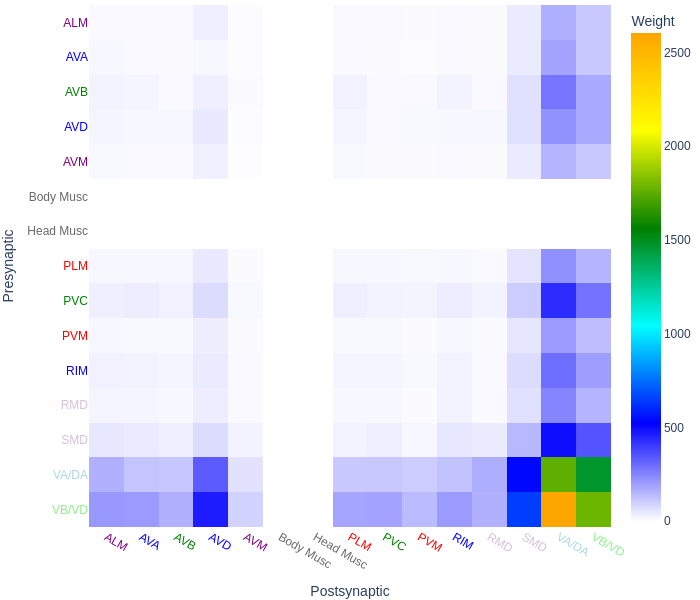 Weight
ALM
AVA
AVB
AVD
AVM
Body Musc
Head Musc
PLM
PVC
PVM
RIM
RMD
SMD
VA/DA
VB/VD
Presynaptic
2500
2000
1500
1000
500
0
ALM
AVA
AVB
AVD
AVM
Body Musc
Head Musc
PLM
PVC
PVM
RIM
RMD
SMD
VA/DA
VB/VD
Postsynaptic